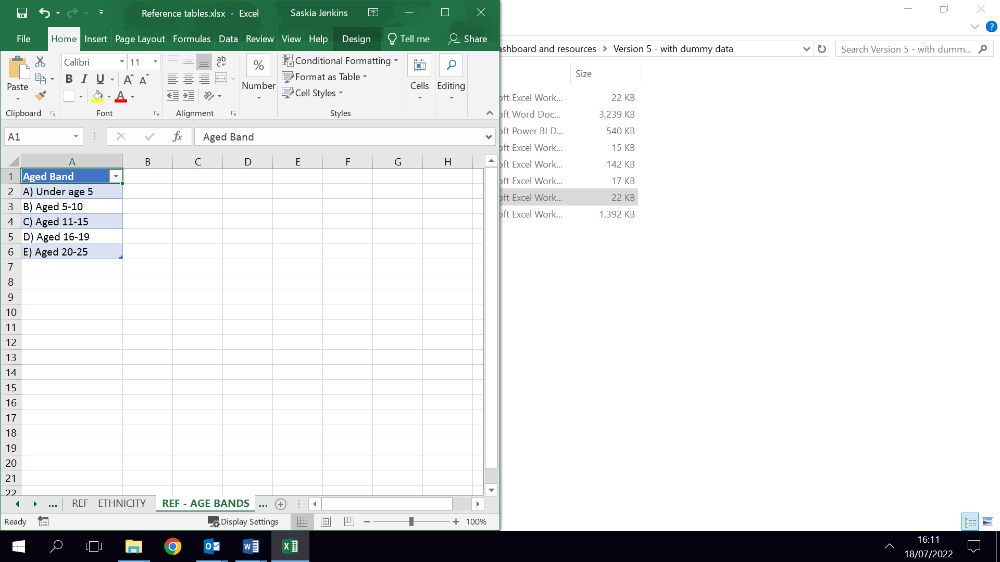 Reference tables.xlsx - Excel
Saskia Jenkins
File Home Insert Page Layout Formulas Data Review View Help Design Tell me Share
Paste
Clipboard
Calibri 11
B I U A A
A
Font
ab
c
Alignment
%
Number
Conditional Formatting
Format as Table
Cell Styles
Styles
Cells
Editing
A1
fx
Aged Band
A B C D E F G H
1 Aged Band
2 A) Under age 5
3 B) Aged 5-10
4 C) Aged 11-15
5 D) Aged 16-19
6 E) Aged 20-25
7
8
9
10
11
12
13
14
15
16
17
18
19
20
21
22
... REF - ETHNICITY REF - AGE BANDS ...
Ready
Display Settings
100%
?
ashboard and resources > Version 5 - with dummy data
Search Version 5 - with dumm...
Size
oft Excel Work... 22 KB
oft Word Doc... 3,239 KB
oft Power BI D... 540 KB
oft Excel Work... 15 KB
oft Excel Work... 142 KB
oft Excel Work... 17 KB
oft Excel Work... 22 KB
oft Excel Work... 1,392 KB
16:11
18/07/2022